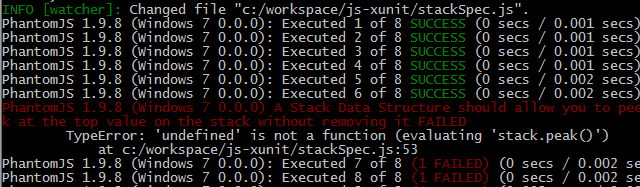 INFO [watcher]: Changed file "c:/workspace/js-xunit/stackSpec.js".
PhantomJS 1.9.8 (Windows 7 0.0.0): Executed 1 of 8 SUCCESS (0 secs / 0.001 secs)
PhantomJS 1.9.8 (Windows 7 0.0.0): Executed 2 of 8 SUCCESS (0 secs / 0.001 secs)
PhantomJS 1.9.8 (Windows 7 0.0.0): Executed 3 of 8 SUCCESS (0 secs / 0.001 secs)
PhantomJS 1.9.8 (Windows 7 0.0.0): Executed 4 of 8 SUCCESS (0 secs / 0.001 secs)
PhantomJS 1.9.8 (Windows 7 0.0.0): Executed 5 of 8 SUCCESS (0 secs / 0.002 secs)
PhantomJS 1.9.8 (Windows 7 0.0.0): Executed 6 of 8 SUCCESS (0 secs / 0.002 secs)
PhantomJS 1.9.8 (Windows 7 0.0.0) A Stack Data Structure should allow you to pee
k at the top value on the stack without removing it FAILED
TypeError: 'undefined' is not a function (evaluating 'stack.peak()')
at c:/workspace/js-xunit/stackSpec.js:53
PhantomJS 1.9.8 (Windows 7 0.0.0): Executed 7 of 8 (1 FAILED) (0 secs / 0.002 sec
PhantomJS 1.9.8 (Windows 7 0.0.0): Executed 8 of 8 (1 FAILED) (0 secs / 0.002 sec